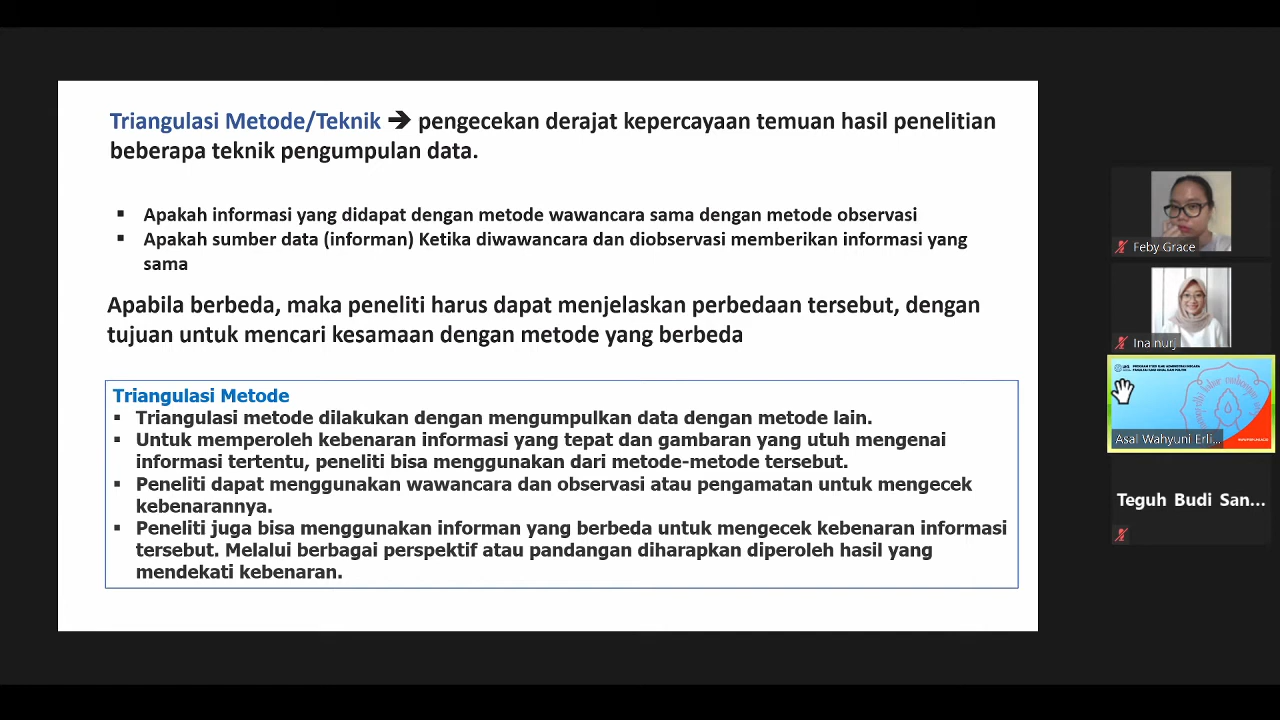 Triangulasi Metode/Teknik ➔ pengecekan derajat kepercayaan temuan hasil penelitian
beberapa teknik pengumpulan data.
▪ Apakah informasi yang didapat dengan metode wawancara sama dengan metode observasi
▪ Apakah sumber data (informan) Ketika diwawancara dan diobservasi memberikan informasi yang
sama
Apabila berbeda, maka peneliti harus dapat menjelaskan perbedaan tersebut, dengan
tujuan untuk mencari kesamaan dengan metode yang berbeda
Triangulasi Metode
▪ Triangulasi metode dilakukan dengan mengumpulkan data dengan metode lain.
▪ Untuk memperoleh kebenaran informasi yang tepat dan gambaran yang utuh mengenai
informasi tertentu, peneliti bisa menggunakan dari metode-metode tersebut.
▪ Peneliti dapat menggunakan wawancara dan observasi atau pengamatan untuk mengecek
kebenarannya.
▪ Peneliti juga bisa menggunakan informan yang berbeda untuk mengecek kebenaran informasi
tersebut. Melalui berbagai perspektif atau pandangan diharapkan diperoleh hasil yang
mendekati kebenaran.
Feby Grace
Ina nurj
Asal Wahyuni Erli...
Teguh Budi San...